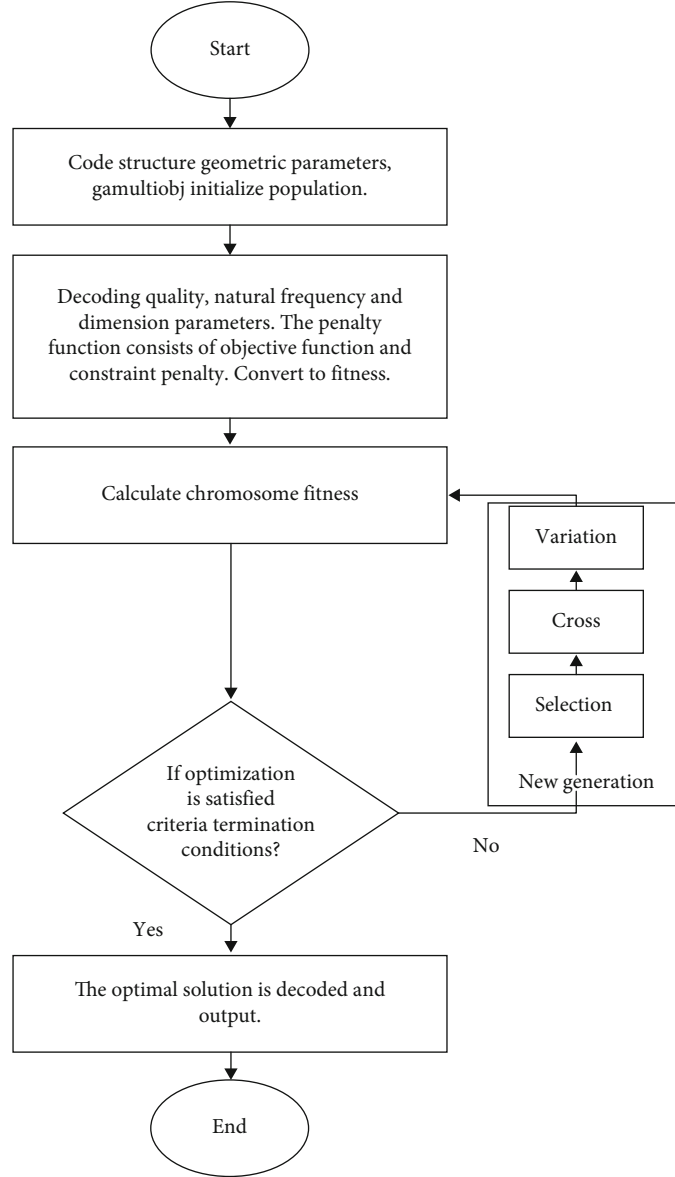 Start
Code structure geometric parameters,
gamultiobj initialize population.
Decoding quality, natural frequency and
dimension parameters. The penalty
function consists of objective function and
constraint penalty. Convert to fitness.
Calculate chromosome fitness
Variation
Cross
Selection
New generation
If optimization
is satisfied
criteria termination
conditions?
No
Yes
The optimal solution is decoded and
output.
End